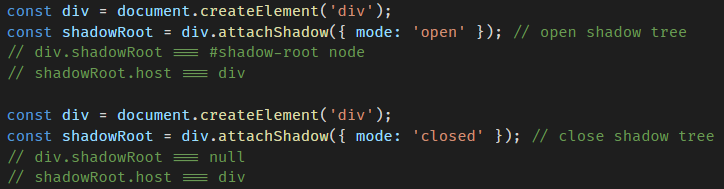 const div = document.createElement('div');
const shadowRoot = div.attachShadow({ mode: 'open' }); // open shadow tree
// div.shadowRoot === #shadow-root node
// shadowRoot.host === div
const div = document.createElement('div');
const shadowRoot = div.attachShadow({ mode: 'closed' }); // close shadow tree
// div.shadowRoot === null
// shadowRoot.host === div